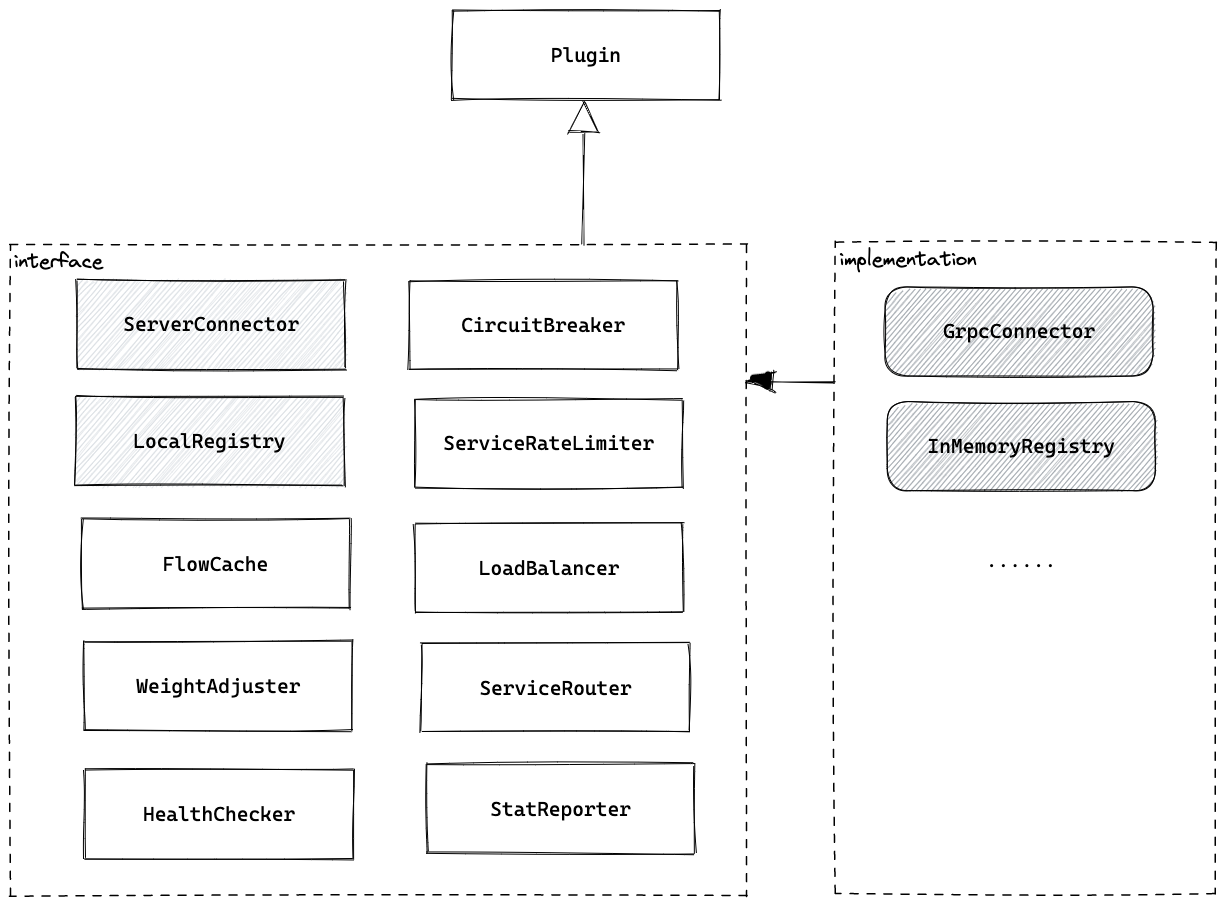 Plugin
interface
ServerConnector
CircuitBreaker
LocalRegistry
ServiceRateLimiter
FlowCache
LoadBalancer
WeightAdjuster
ServiceRouter
HealthChecker
StatReporter
implementation
GrpcConnector
InMemoryRegistry
......